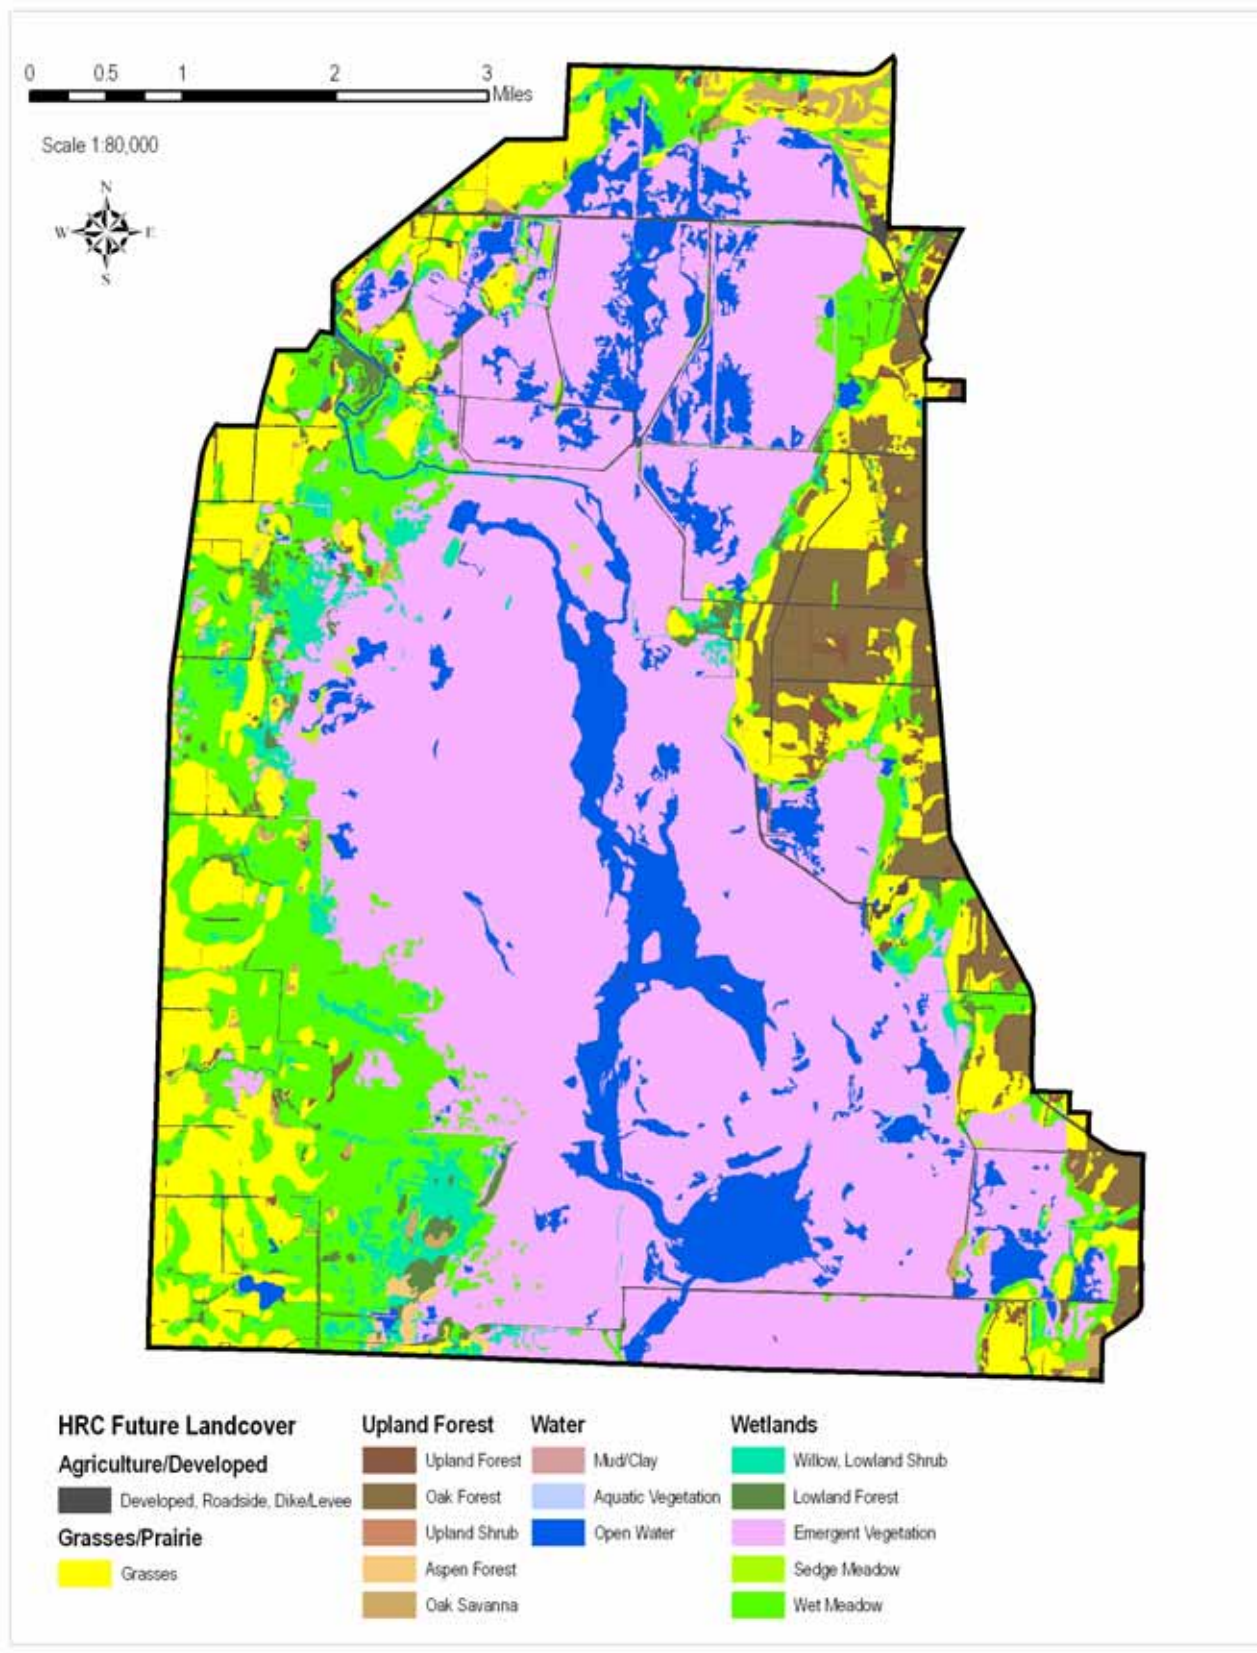 0 0.5 1 2 3
Miles
Scale 1:80,000
N
W E
S
HRC Future Landcover
Agriculture/Developed
Developed, Roadside, Dike/Levee
Grasses/Prairie
Grasses
Upland Forest
Upland Forest
Oak Forest
Upland Shrub
Aspen Forest
Oak Savanna
Water
Mud/Clay
Aquatic Vegetation
Open Water
Wetlands
Willow, Lowland Shrub
Lowland Forest
Emergent Vegetation
Sedge Meadow
Wet Meadow